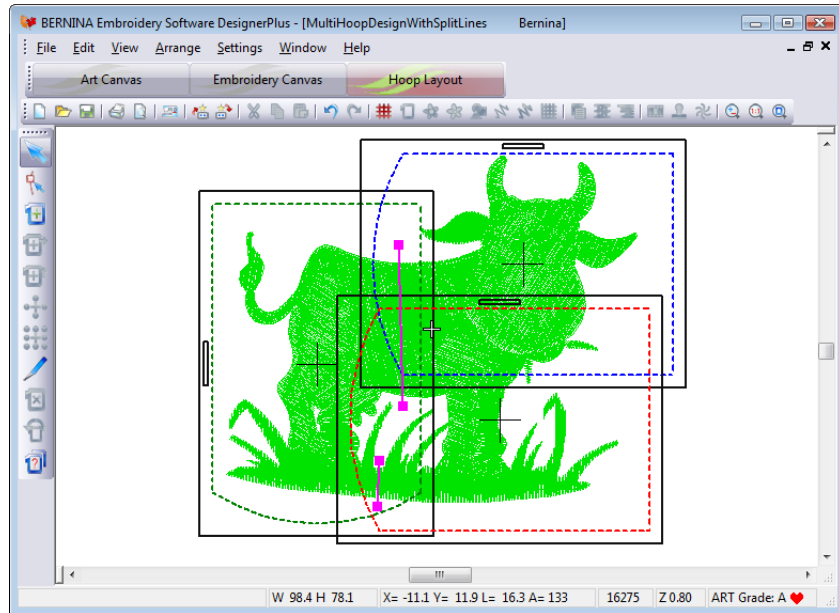 BERNINA Embroidery Software DesignerPlus - [MultiHoopDesignWithSplitLines Bernina]
File Edit View Arrange Settings Window Help
Art Canvas Embroidery Canvas Hoop Layout
W 98.4 H 78.1 X= -11.1 Y= 11.9 L= 16.3 A= 133 16275 Z 0.80 ART Grade: A